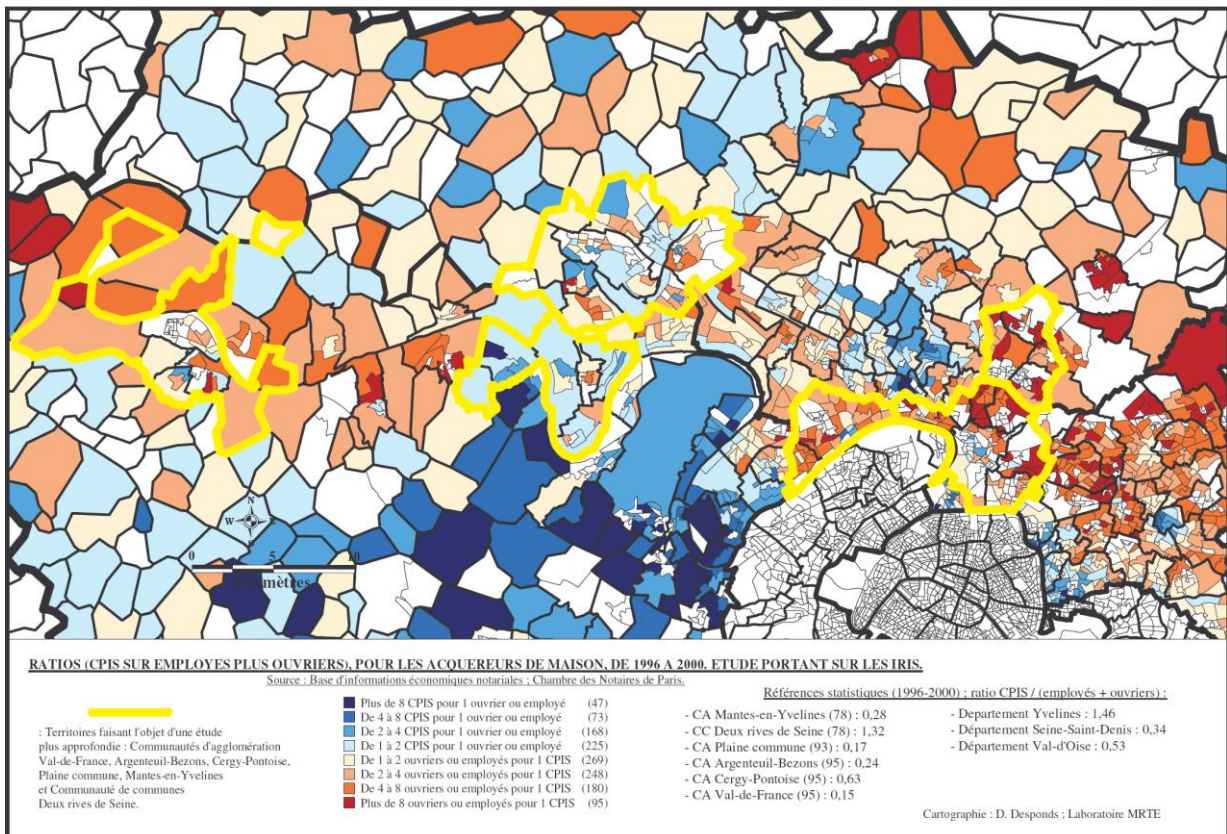 N
W
E
0 5 10
Kilomètres
RATIOS (CPIS SUR EMPLOYES PLUS OUVRIERS), POUR LES ACQUEREURS DE MAISON, DE 1996 A 2000. ETUDE PORTANT SUR LES IRIS.
Source : Base d'informations économiques notariales ; Chambre des Notaires de Paris.
: Territoires faisant l'objet d'une étude
plus approfondie : Communautés d'agglomération
Val-de-France, Argenteuil-Bezons, Cergy-Pontoise,
Plaine commune, Mantes-en-Yvelines
et Communauté de communes
Deux rives de Seine.
Plus de 8 CPIS pour 1 ouvrier ou employé (47)
De 4 à 8 CPIS pour 1 ouvrier ou employé (73)
De 2 à 4 CPIS pour 1 ouvrier ou employé (168)
De 1 à 2 CPIS pour 1 ouvrier ou employé (225)
De 1 à 2 ouvriers ou employés pour 1 CPIS (269)
De 2 à 4 ouvriers ou employés pour 1 CPIS (248)
De 4 à 8 ouvriers ou employés pour 1 CPIS (180)
Plus de 8 ouvriers ou employés pour 1 CPIS (95)
Références statistiques (1996-2000) ; ratio CPIS / (employés + ouvriers) :
- CA Mantes-en-Yvelines (78) : 0,28
- CC Deux rives de Seine (78) : 1,32
- CA Plaine commune (93) : 0,17
- CA Argenteuil-Bezons (95) : 0,24
- CA Cergy-Pontoise (95) : 0,63
- CA Val-de-France (95) : 0,15
- Departement Yvelines : 1,46
- Département Seine-Saint-Denis : 0,34
- Département Val-d'Oise : 0,53
Cartographie : D. Desponds ; Laboratoire MRTE